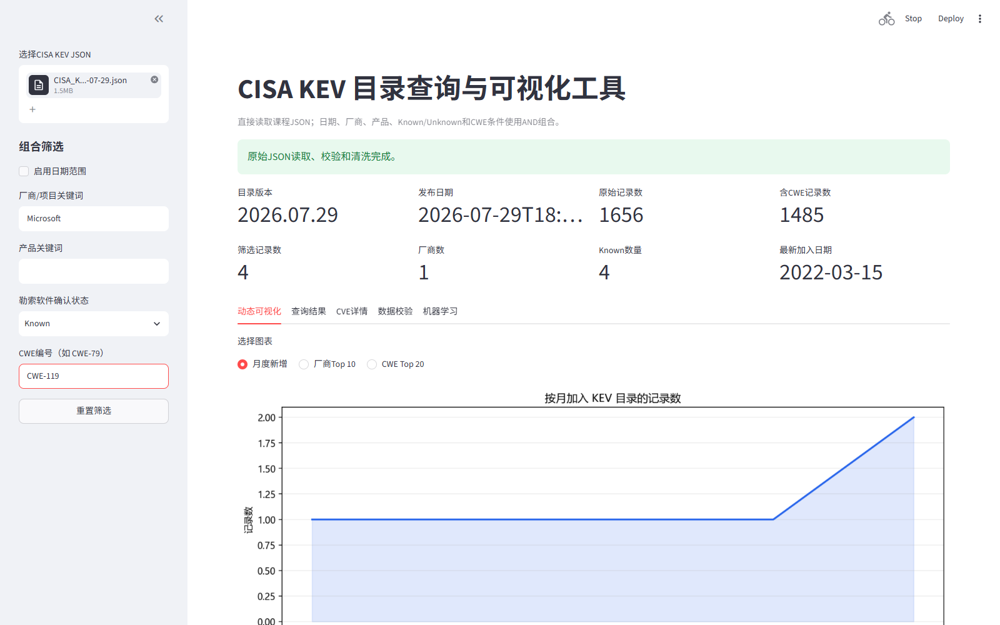 Stop
Deploy
选择CISA KEV JSON
CISA_K...-07-29.json
1.5MB
组合筛选
启用日期范围
厂商/项目关键词
Microsoft
产品关键词
勒索软件确认状态
Known
CWE编号（如 CWE-79）
CWE-119
重置筛选
CISA KEV 目录查询与可视化工具
直接读取课程JSON；日期、厂商、产品、Known/Unknown和CWE条件使用AND组合。
原始JSON读取、校验和清洗完成。
目录版本
2026.07.29
发布日期
2026-07-29T18:...
原始记录数
1656
含CWE记录数
1485
筛选记录数
4
厂商数
1
Known数量
4
最新加入日期
2022-03-15
动态可视化 查询结果 CVE详情 数据校验 机器学习
选择图表
月度新增 厂商Top 10 CWE Top 20
按月加入 KEV 目录的记录数
记录数
2.00
1.75
1.50
1.25
1.00
0.75
0.50
0.25
0.00